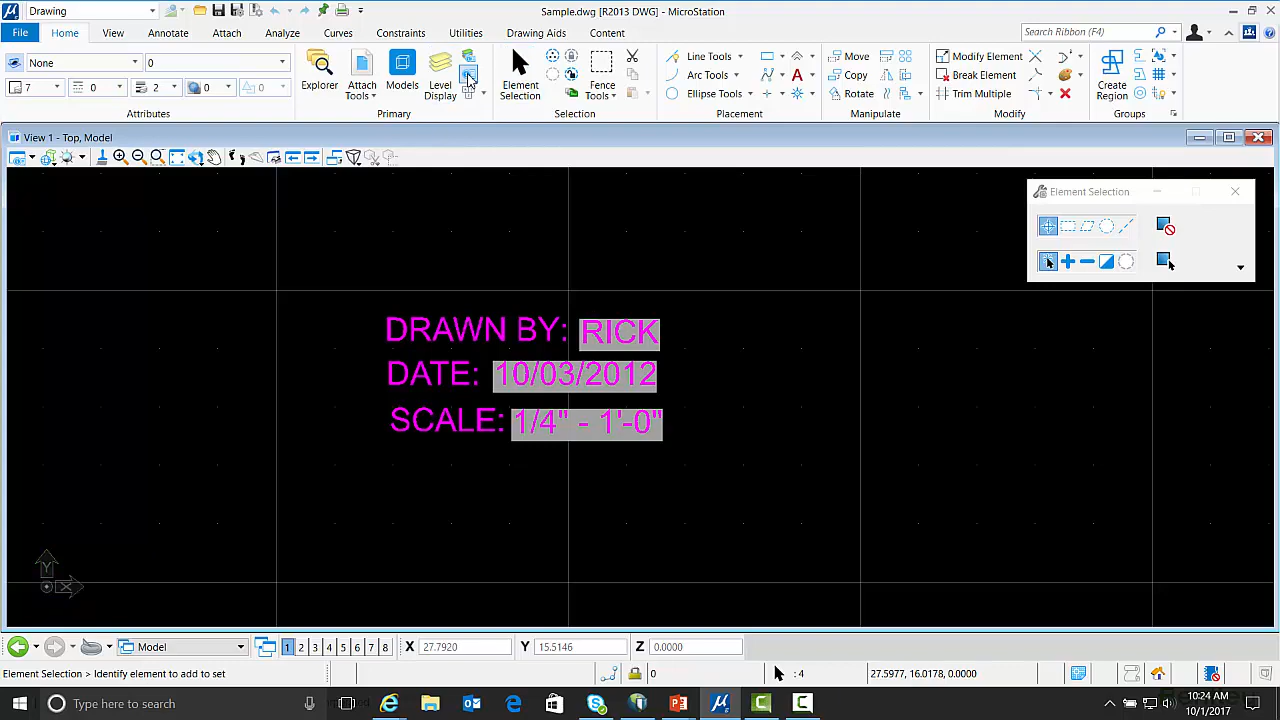 Drawing
Sample.dwg [R2013 DWG] - MicroStation
File Home View Annotate Attach Analyze Curves Constraints Utilities Drawing Aids Content
Search Ribbon (F4)
None 0
7 0 2 0 0
Attributes
Explorer
Attach Tools
Models
Level Display
Primary
Element Selection
Fence Tools
Selection
Line Tools
Arc Tools
Ellipse Tools
Placement
Move
Copy
Rotate
Manipulate
Modify Element
Break Element
Trim Multiple
Modify
Create Region
Groups
View 1 - Top, Model
Element Selection
DRAWN BY: RICK
DATE: 10/03/2012
SCALE: 1/4" - 1'-0"
Y
X
Model 1 2 3 4 5 6 7 8 X 27.7920 Y 15.5146 Z 0.0000
Element Selection > Identify element to add to set 0 : 4 27.5977, 16.0178, 0.0000
Type here to search
10:24 AM
10/1/2017